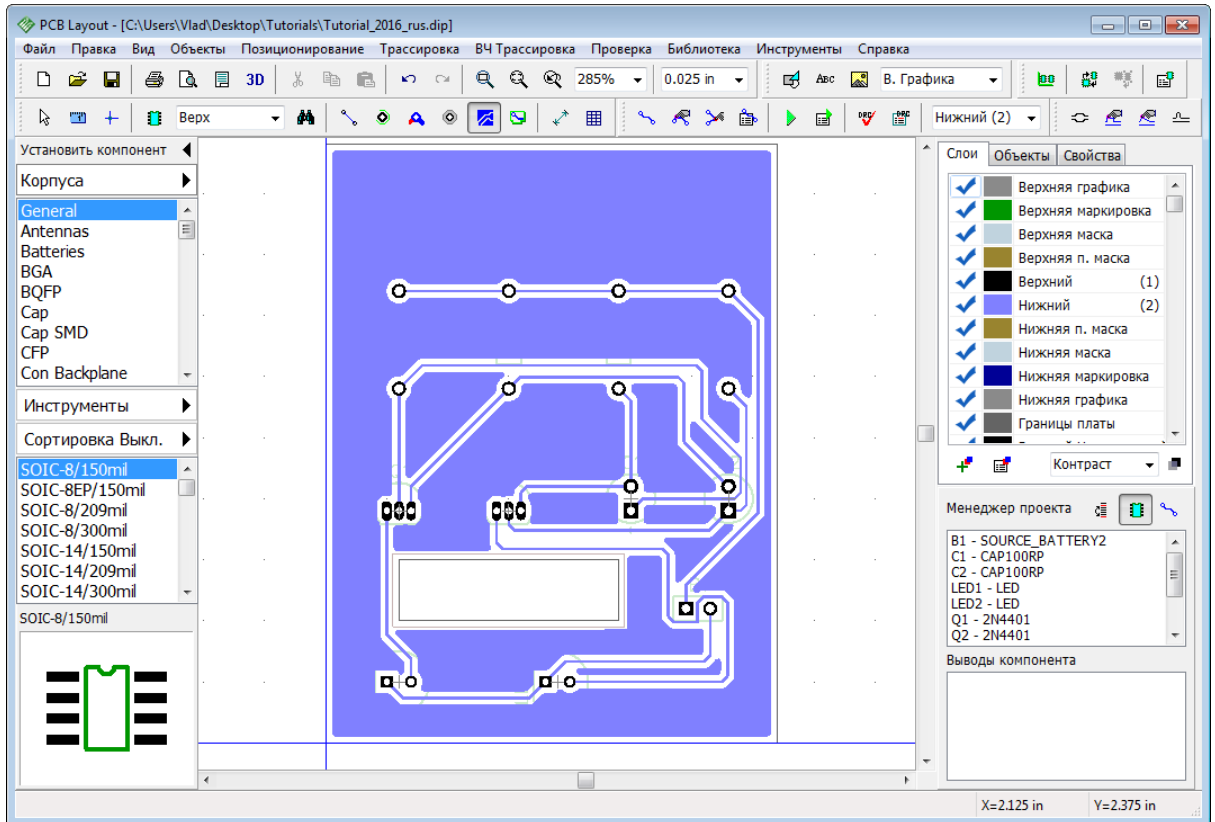 PCB Layout - [C:\Users\Vlad\Desktop\Tutorials\Tutorial_2016_rus.dip]
Файл Правка Вид Объекты Позиционирование Трассировка ВЧ Трассировка Проверка Библиотека Инструменты Справка
3D 285% 0.025 in ABC В. Графика
Верх DRC DRC Нижний (2)
Установить компонент
Корпуса
General
Antennas
Batteries
BGA
BQFP
Cap
Cap SMD
CFP
Con Backplane
Инструменты
Сортировка Выкл.
SOIC-8/150mil
SOIC-8EP/150mil
SOIC-8/209mil
SOIC-8/300mil
SOIC-14/150mil
SOIC-14/209mil
SOIC-14/300mil
SOIC-8/150mil
Слои Объекты Свойства
Верхняя графика
Верхняя маркировка
Верхняя маска
Верхняя п. маска
Верхний (1)
Нижний (2)
Нижняя п. маска
Нижняя маска
Нижняя маркировка
Нижняя графика
Границы платы
Контраст
Менеджер проекта
B1 - SOURCE_BATTERY2
C1 - CAP100RP
C2 - CAP100RP
LED1 - LED
LED2 - LED
Q1 - 2N4401
Q2 - 2N4401
Выводы компонента
X=2.125 in Y=2.375 in